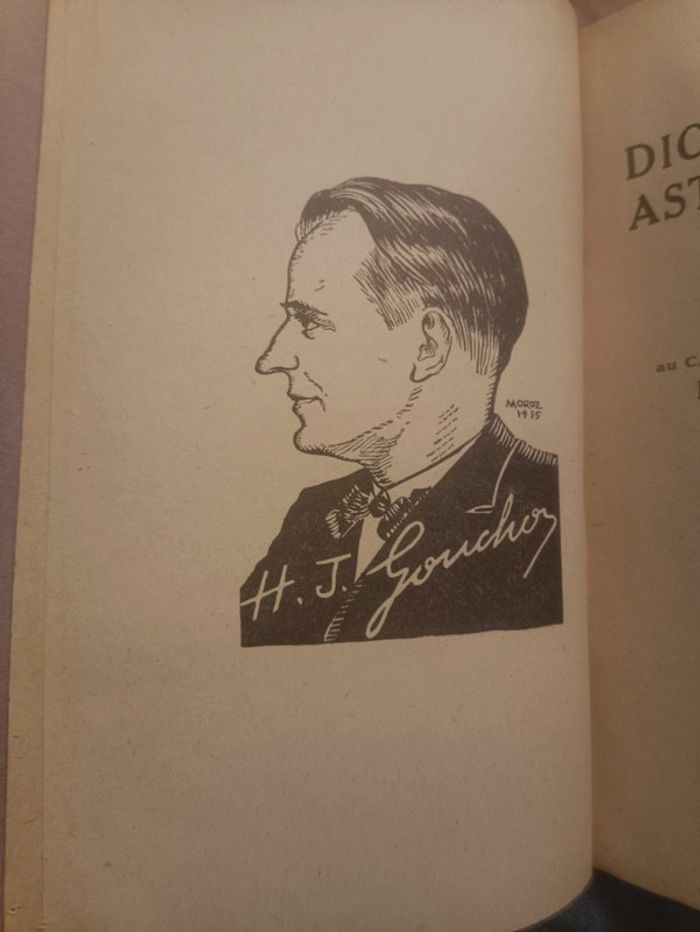 MOROZ
1935
H. J. Gouchon
DIC
AST
au C.